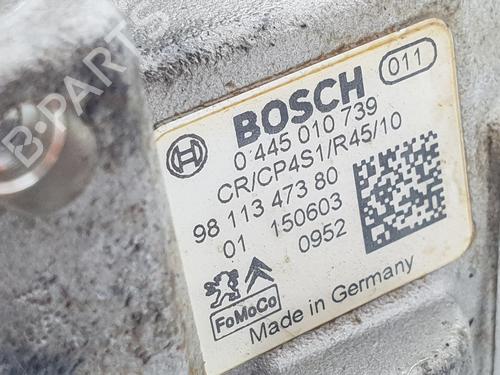 BOSCH
011
0 445 010 739
CR/CP4S1/R45/10
98 113 473 80
01 150603
0952
FoMoCo
Made in Germany
B-PARTS